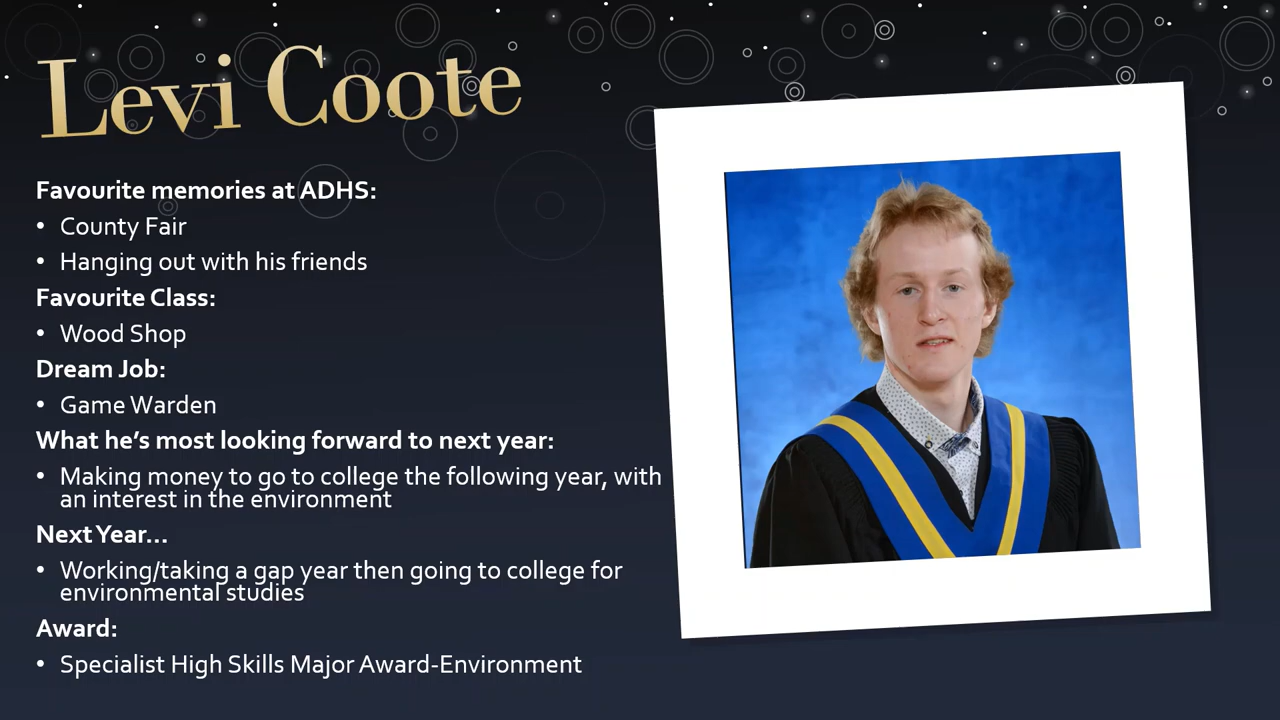 Levi Coote
Favourite memories at ADHS:
• County Fair
• Hanging out with his friends
Favourite Class:
• Wood Shop
Dream Job:
• Game Warden
What he's most looking forward to next year:
• Making money to go to college the following year, with
an interest in the environment
Next Year...
• Working/taking a gap year then going to college for
environmental studies
Award:
• Specialist High Skills Major Award-Environment